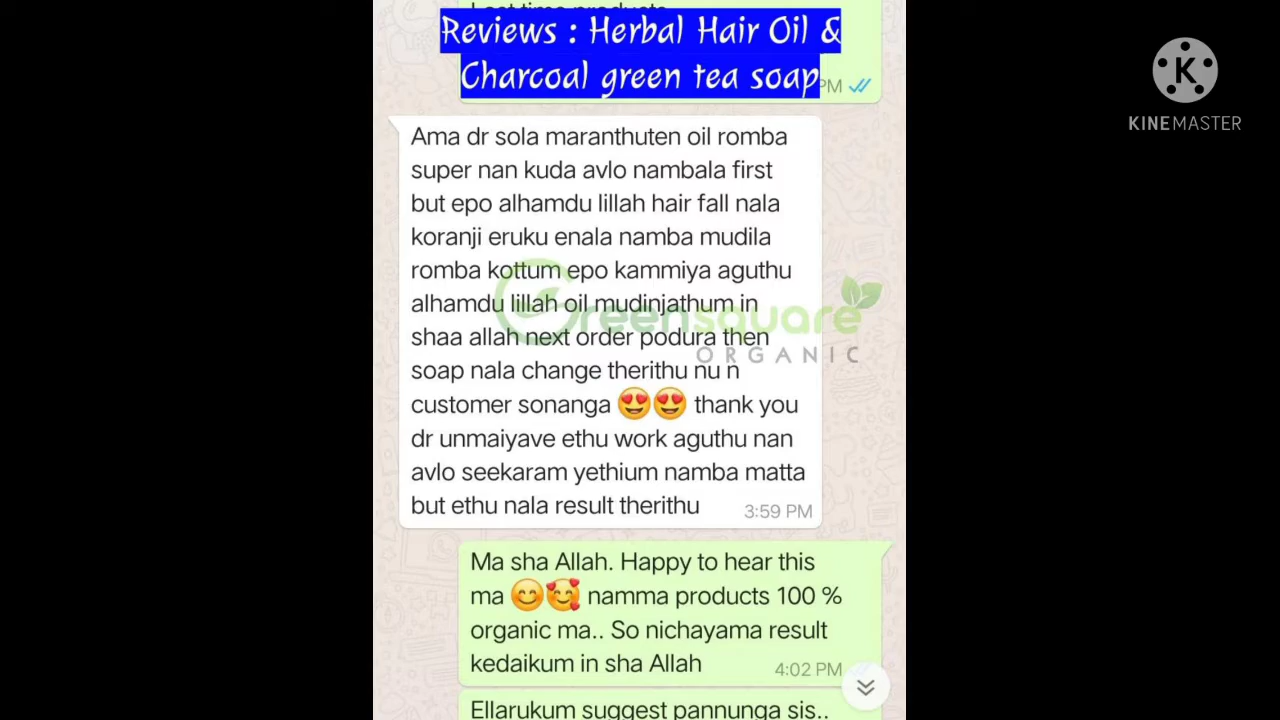 Last time products
Reviews : Herbal Hair Oil &
Charcoal green tea soap
PM
KINEMASTER
Ama dr sola maranthuten oil romba
super nan kuda avlo nambala first
but epo alhamdu lillah hair fall nala
koranji eruku enala namba mudila
romba kottum epo kammiya aguthu
alhamdu lillah oil mudinjathum in
shaa allah next order podura then
soap nala change therithu nu n
customer sonanga 😍😍 thank you
dr unmaiyave ethu work aguthu nan
avlo seekaram yethium namba matta
but ethu nala result therithu
3:59 PM
Greensquare
ORGANIC
Ma sha Allah. Happy to hear this
ma 😊🥰 namma products 100 %
organic ma.. So nichayama result
kedaikum in sha Allah
4:02 PM
Ellarukum suggest pannunga sis..